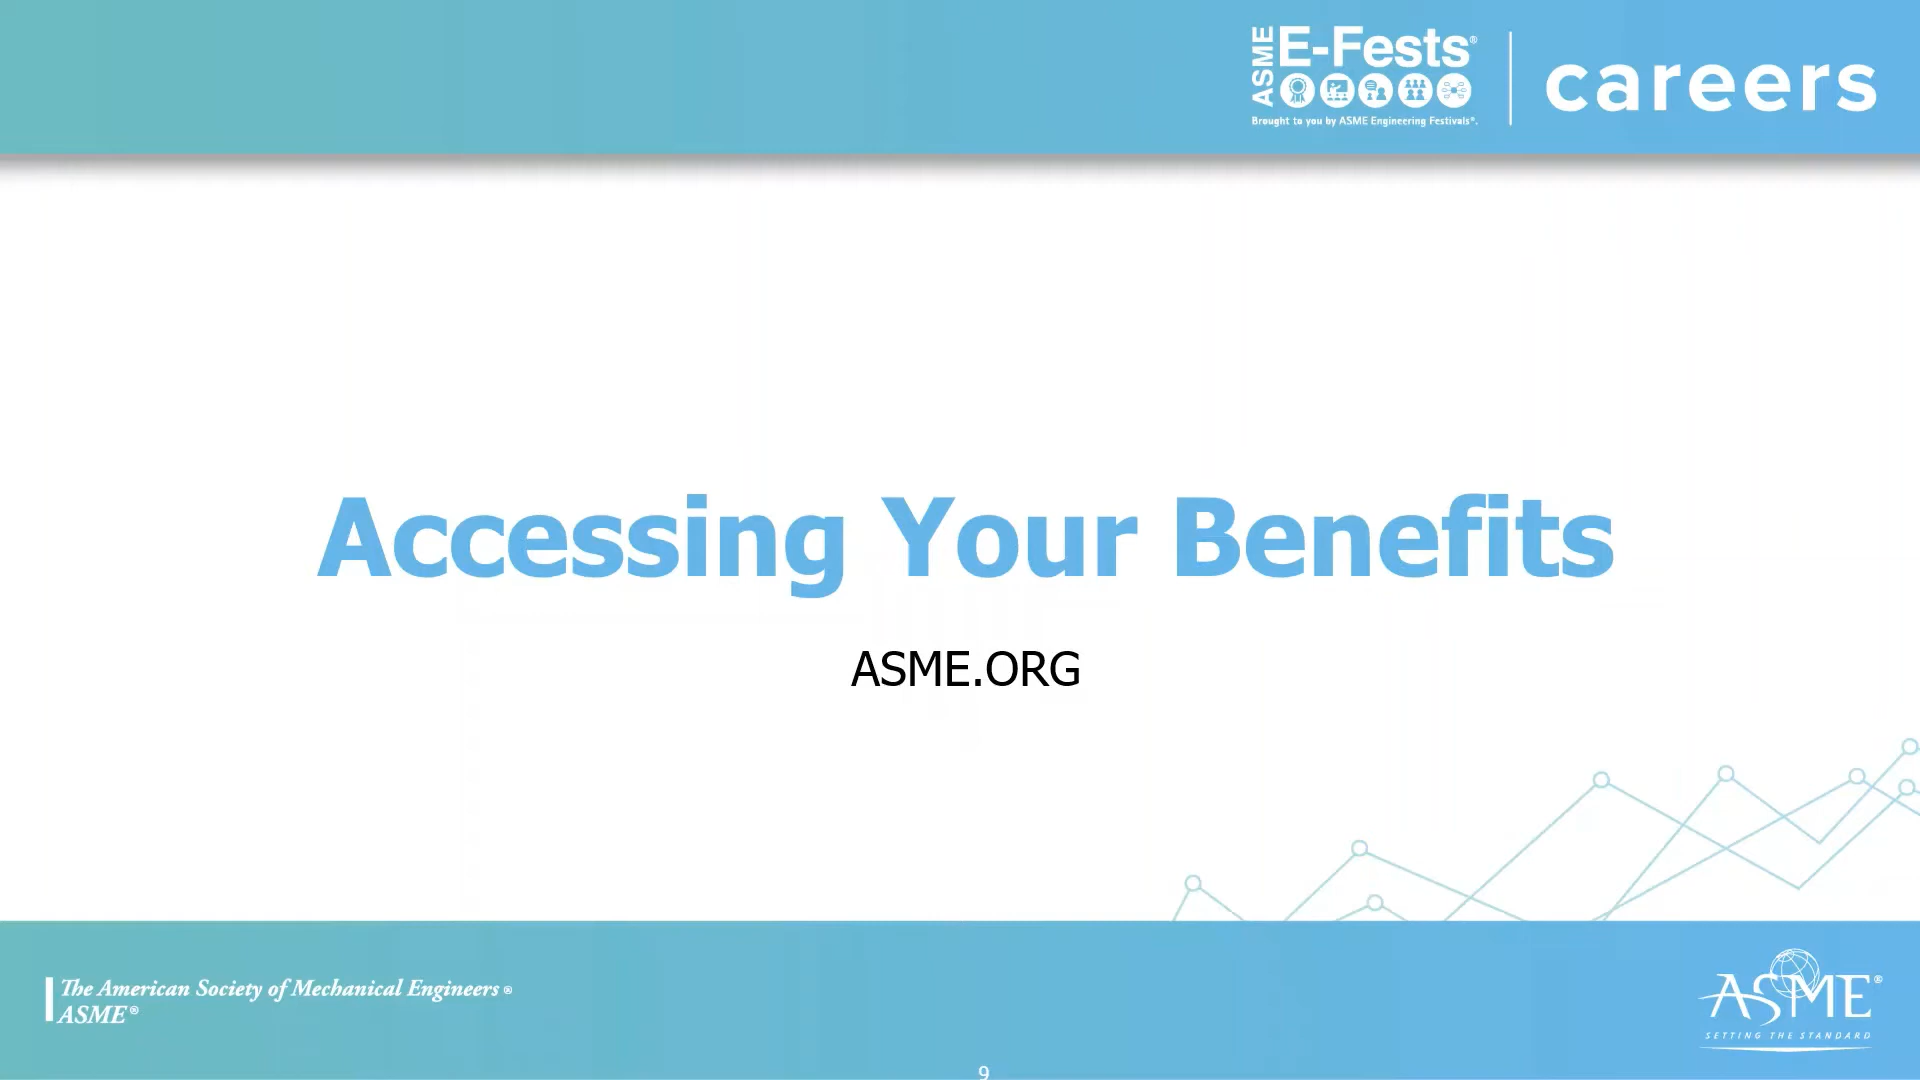 ASME E-Fests®
Brought to you by ASME Engineering Festivals®.
careers
Accessing Your Benefits
ASME.ORG
The American Society of Mechanical Engineers®
ASME®
ASME®
SETTING THE STANDARD
9